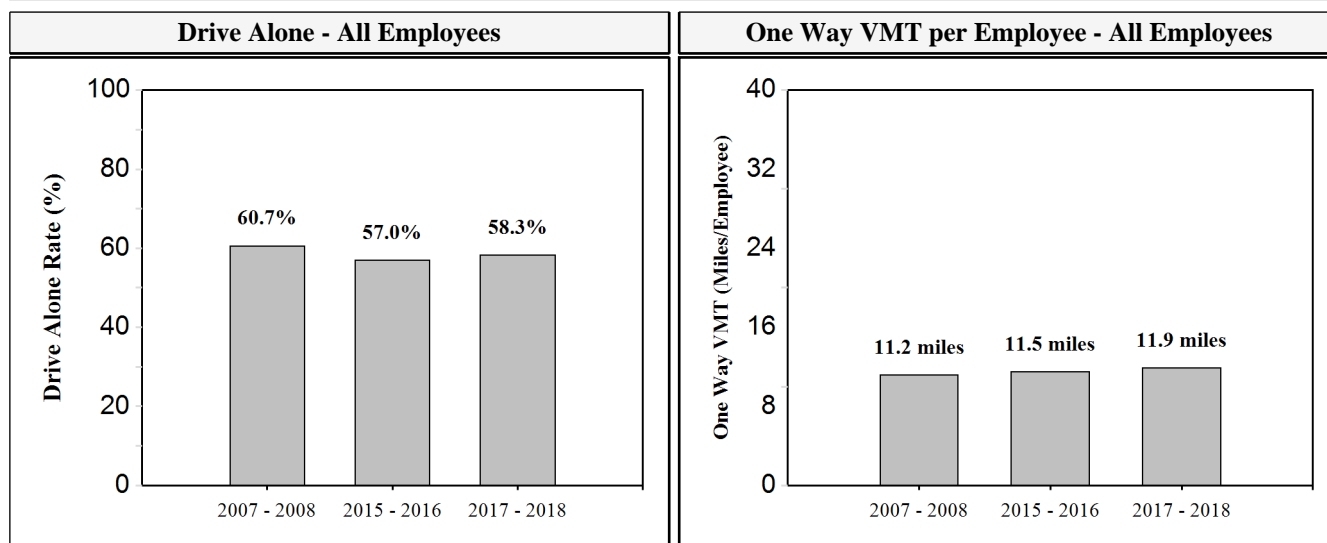 Drive Alone - All Employees
One Way VMT per Employee - All Employees
Drive Alone Rate (%)
100
80
60
40
20
0
60.7%
57.0%
58.3%
2007 - 2008
2015 - 2016
2017 - 2018
One Way VMT (Miles/Employee)
40
32
24
16
8
0
11.2 miles
11.5 miles
11.9 miles
2007 - 2008
2015 - 2016
2017 - 2018